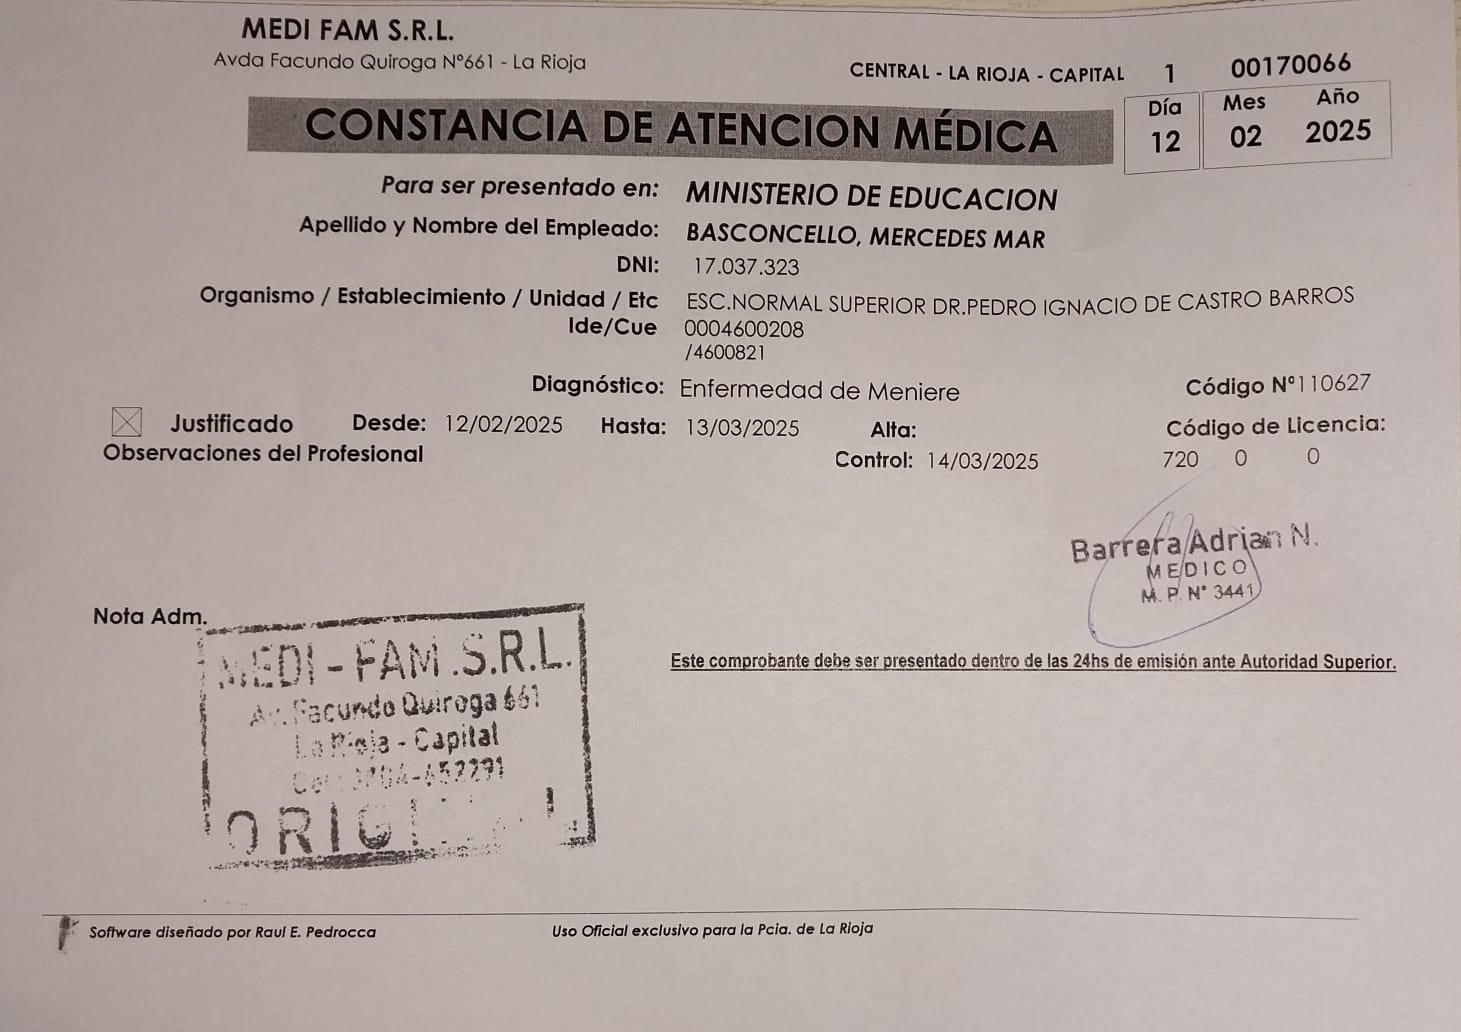 MEDI FAM S.R.L.
Avda Facundo Quiroga Nº661 - La Rioja
CENTRAL - LA RIOJA - CAPITAL 1 00170066
CONSTANCIA DE ATENCION MÉDICA
Día Mes Año
12 02 2025
Para ser presentado en: MINISTERIO DE EDUCACION
Apellido y Nombre del Empleado: BASCONCELLO, MERCEDES MAR
DNI: 17.037.323
Organismo / Establecimiento / Unidad / Etc ESC.NORMAL SUPERIOR DR.PEDRO IGNACIO DE CASTRO BARROS
Ide/Cue 0004600208
/4600821
Diagnóstico: Enfermedad de Meniere Código Nº110627
Justificado Desde: 12/02/2025 Hasta: 13/03/2025 Alta: Código de Licencia:
Observaciones del Profesional Control: 14/03/2025 720 0 0
Barrera Adrian N.
MEDICO
M. P. Nº 3441
Nota Adm.
MEDI - FAM .S.R.L.
Av. Facundo Quiroga 661
La Rioja - Capital
Este comprobante debe ser presentado dentro de las 24hs de emisión ante Autoridad Superior.
Software diseñado por Raul E. Pedrocca
Uso Oficial exclusivo para la Pcia. de La Rioja